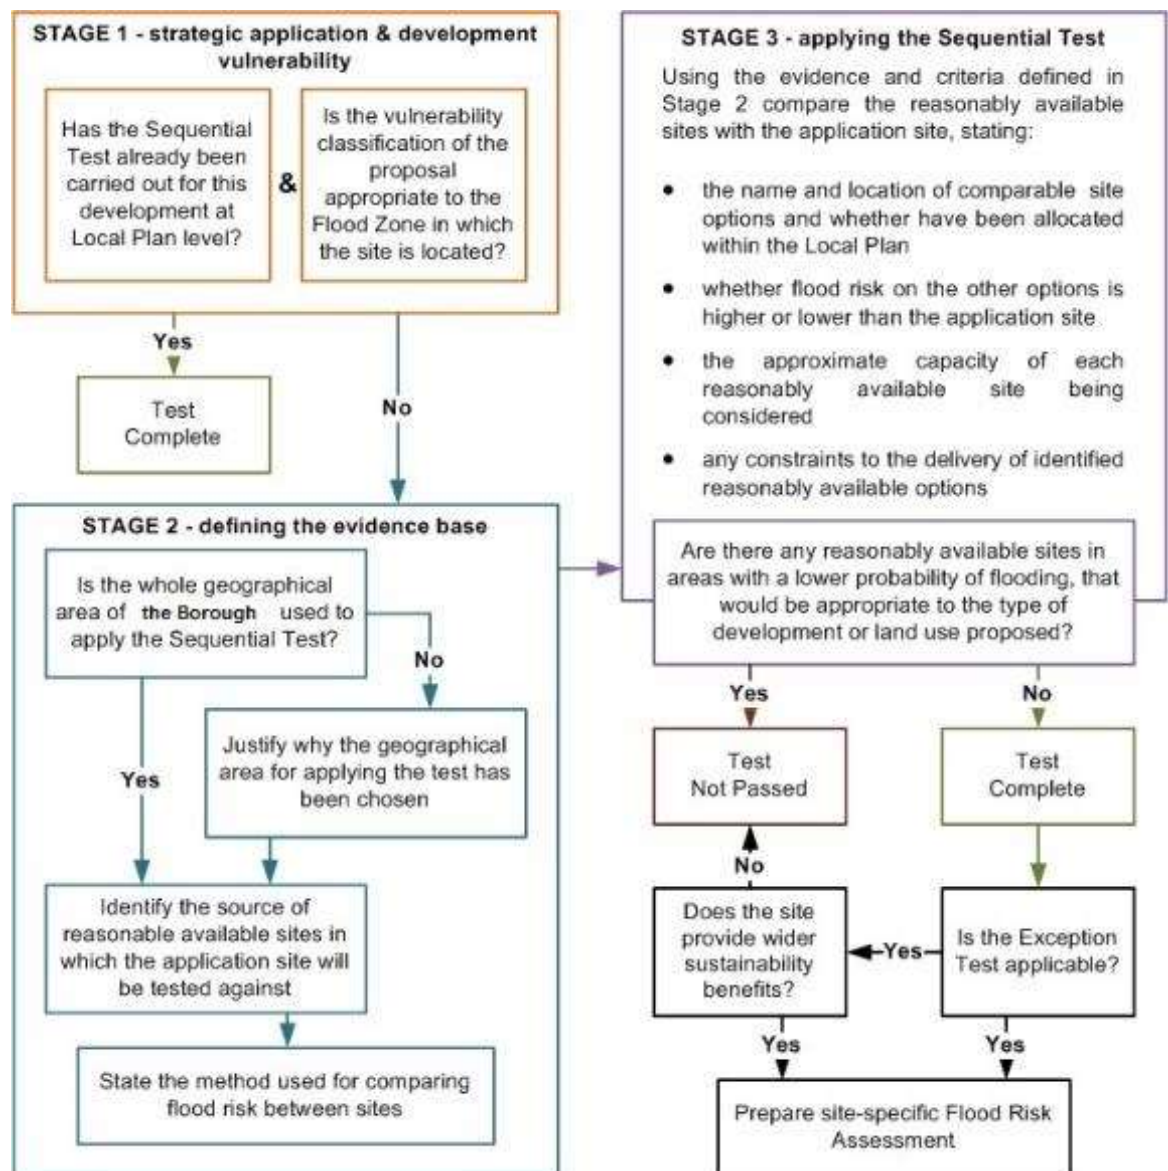 STAGE 1 - strategic application & development
vulnerability
Has the Sequential
Test already been
carried out for this
development at
Local Plan level?
&
Is the vulnerability
classification of the
proposal
appropriate to the
Flood Zone in which
the site is located?
Yes
Test
Complete
No
STAGE 2 - defining the evidence base
Is the whole geographical
area of the Borough used to
apply the Sequential Test?
No
Justify why the geographical
area for applying the test has
been chosen
Yes
Identify the source of
reasonable available sites in
which the application site will
be tested against
State the method used for comparing
flood risk between sites
STAGE 3 - applying the Sequential Test
Using the evidence and criteria defined in
Stage 2 compare the reasonably available
sites with the application site, stating:
• the name and location of comparable site
options and whether have been allocated
within the Local Plan
• whether flood risk on the other options is
higher or lower than the application site
• the approximate capacity of each
reasonably available site being
considered
• any constraints to the delivery of identified
reasonably available options
Are there any reasonably available sites in
areas with a lower probability of flooding, that
would be appropriate to the type of
development or land use proposed?
Yes
No
Test
Not Passed
Test
Complete
No
Does the site
provide wider
sustainability
benefits?
Yes
Is the Exception
Test applicable?
Yes
Yes
Prepare site-specific Flood Risk
Assessment